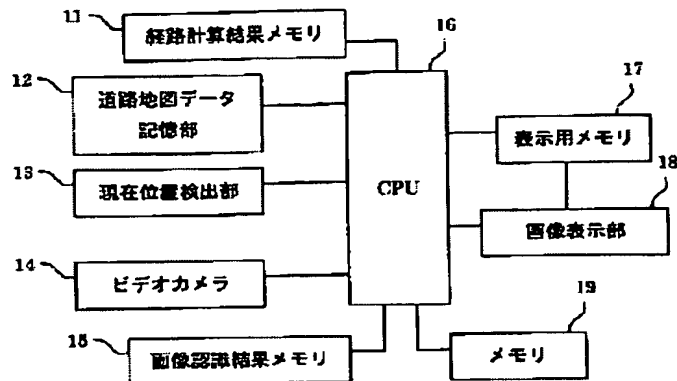 11
経路計算結果メモリ
16
12
道路地図データ
記憶部
17
表示用メモリ
13
現在位置検出部
CPU
18
画像表示部
14
ビデオカメラ
19
15
画像認識結果メモリ
メモリ